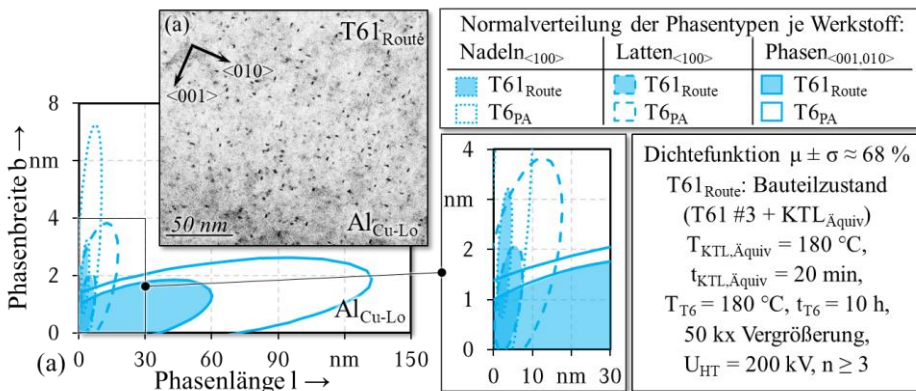 (a)
T61Route
<010>
<001>
50 nm
AlCu-Lo
Phasenbreite b →
8
nm
4
2
0
AlCu-Lo
(a)
0
30
60
90
nm
150
Phasenlänge l →
Normalverteilung der Phasentypen je Werkstoff:
Nadeln<100>
Latten<100>
Phasen<001,010>
T61Route
T61Route
T61Route
T6PA
T6PA
T6PA
4
nm
2
1
0
0
10
nm
30
Dichtefunktion μ ± σ ≈ 68 %
T61Route: Bauteilzustand
(T61 #3 + KTLÄquiv)
TKTL,Äquiv = 180 °C,
tKTL,Äquiv = 20 min,
TT6 = 180 °C, tT6 = 10 h,
50 kx Vergrößerung,
UHT = 200 kV, n ≥ 3